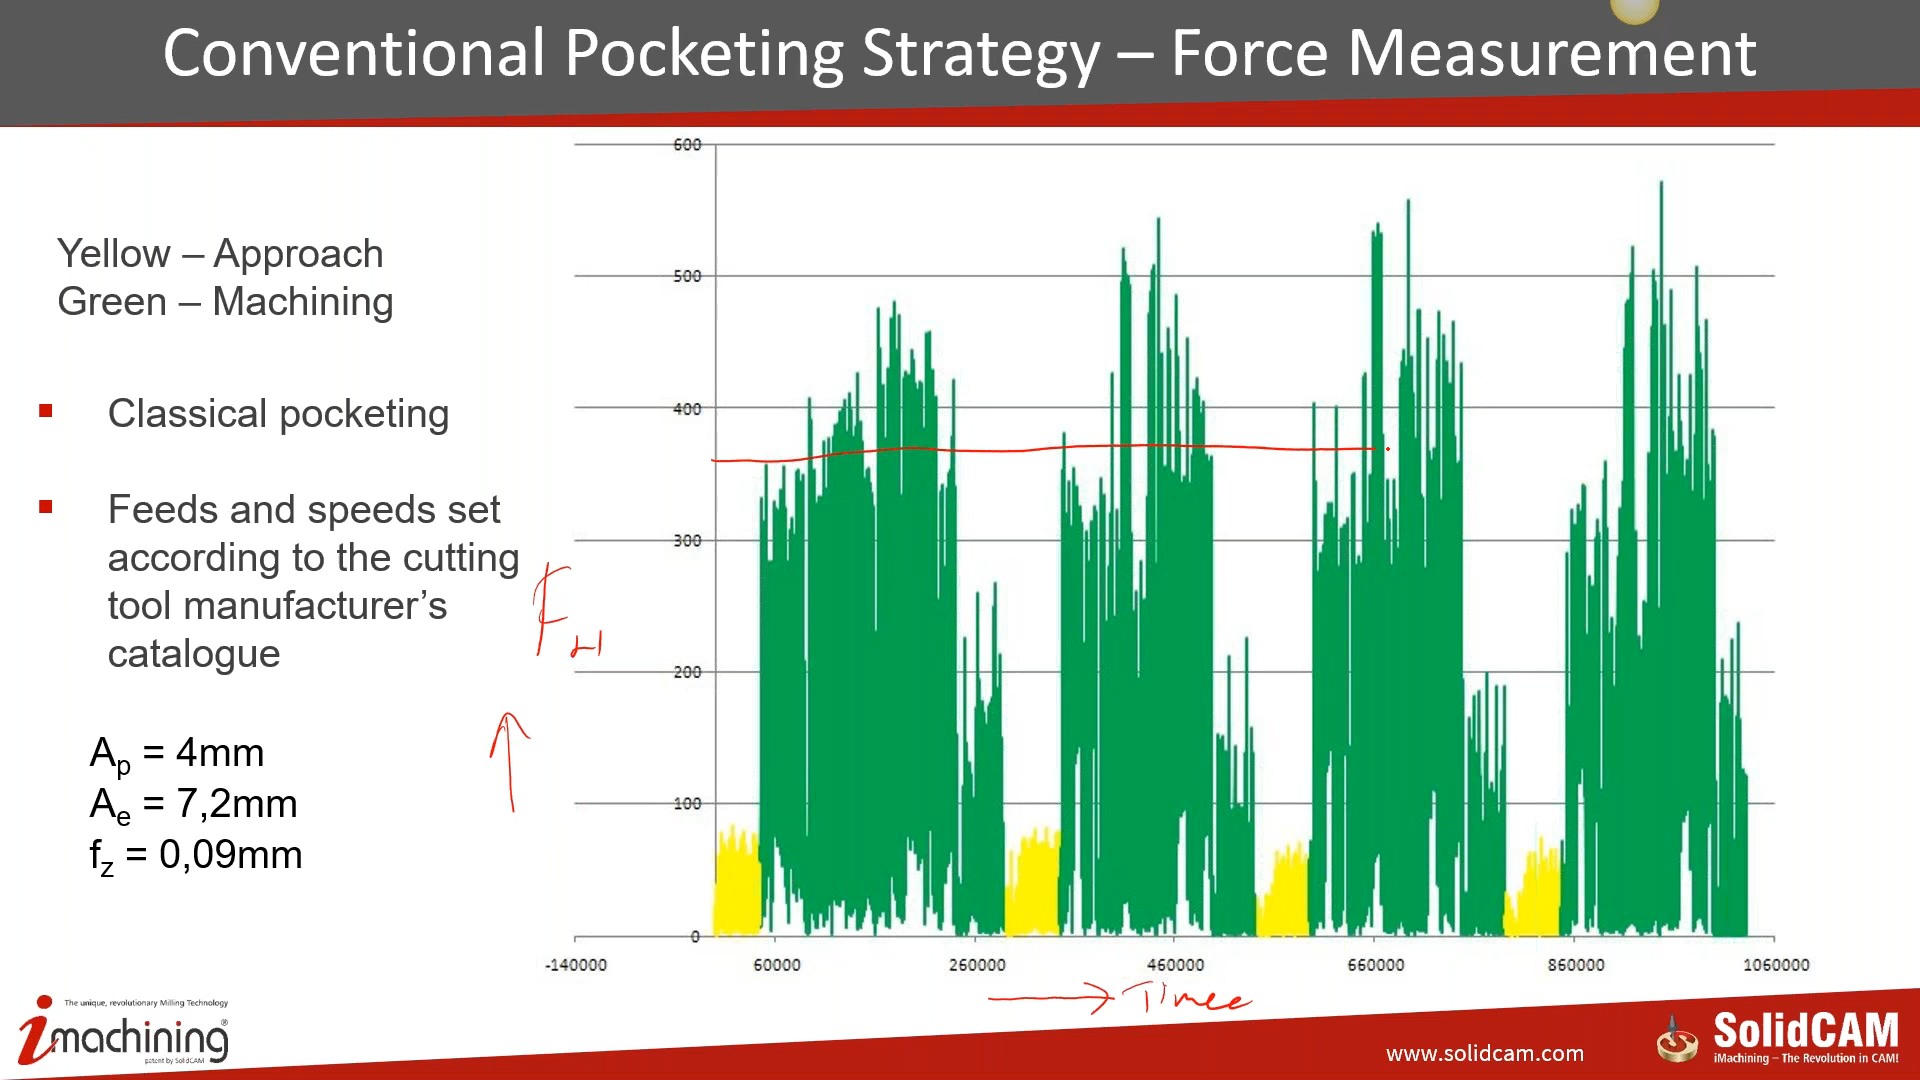 Conventional Pocketing Strategy – Force Measurement
Yellow – Approach
Green – Machining
Classical pocketing
Feeds and speeds set
according to the cutting
tool manufacturer's
catalogue
Ap = 4mm
Ae = 7,2mm
fz = 0,09mm
600
500
400
300
200
100
0
-140000 60000 260000 460000 660000 860000 1060000
F
Time
The unique, revolutionary Milling Technology
imachining®
patent by SolidCAM
www.solidcam.com
SolidCAM
iMachining – The Revolution in CAM!